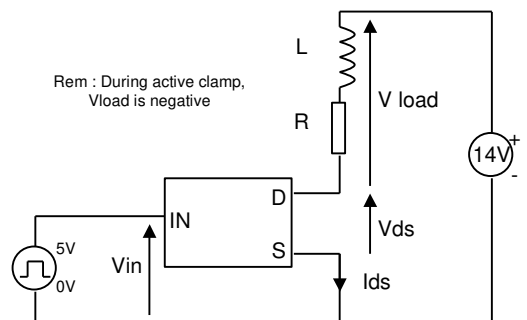 L
Rem : During active clamp,
Vload is negative
V load
R
14V
+
-
D
IN
S
Vds
5V
0V
Vin
Ids